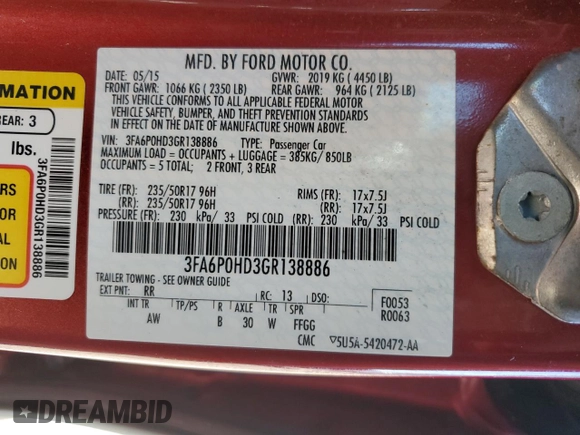 MFD. BY FORD MOTOR CO.
DATE: 05/15 GVWR: 2019 KG ( 4450 LB)
FRONT GAWR: 1066 KG ( 2350 LB) REAR GAWR: 964 KG ( 2125 LB)
THIS VEHICLE CONFORMS TO ALL APPLICABLE FEDERAL MOTOR
VEHICLE SAFETY, BUMPER, AND THEFT PREVENTION STANDARDS
IN EFFECT ON THE DATE OF MANUFACTURE SHOWN ABOVE.
VIN: 3FA6P0HD3GR138886 TYPE: Passenger Car
MAXIMUM LOAD = OCCUPANTS + LUGGAGE = 385KG/ 850LB
OCCUPANTS = 5 TOTAL; 2 FRONT, 3 REAR
TIRE (FR): 235/50R17 96H RIMS (FR): 17x7.5J
(RR): 235/50R17 96H (RR): 17x7.5J
PRESSURE (FR): 230 kPa/ 33 PSI COLD (RR): 230 kPa/ 33 PSI COLD
3FA6P0HD3GR138886
TRAILER TOWING - SEE OWNER GUIDE
EXT PNT: RR RC: 13 DSO: F0053
INT TR TP/PS R AXLE TR SPR R0063
AW B 30 W FFGG
CMC 5U5A-5420472-AA
MATION
REAR: 3
lbs.
3FA6P0HD3GR138886
RS
OR
AL
NS
DREAMBID